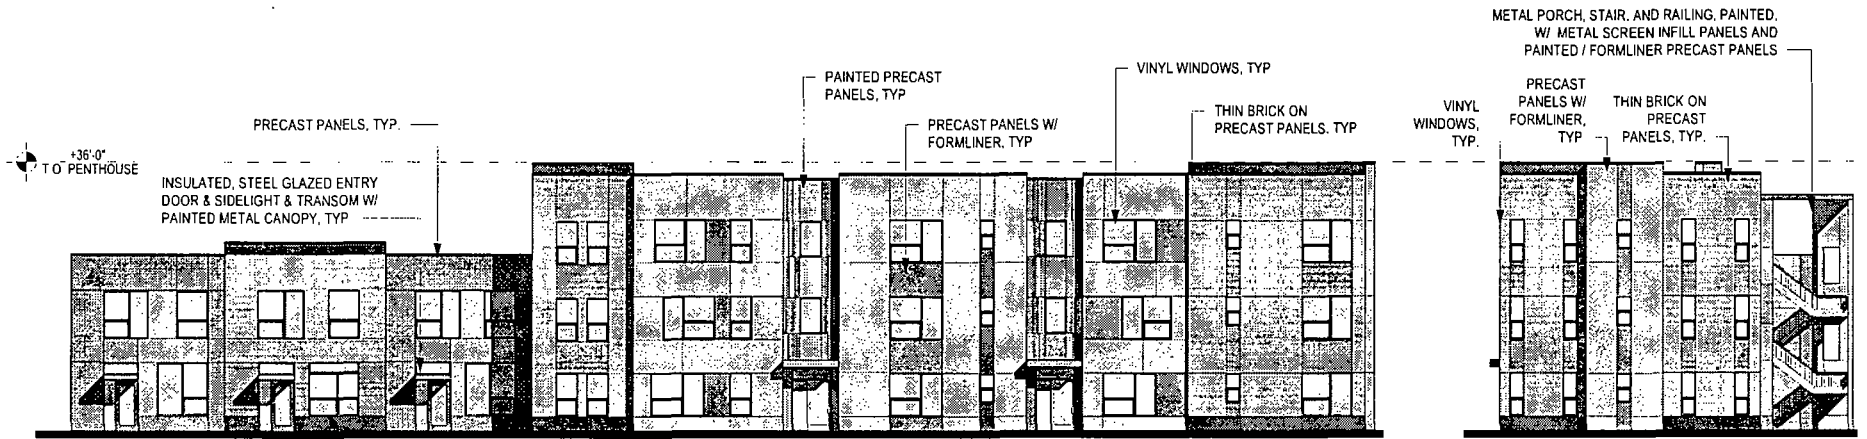 METAL PORCH, STAIR. AND RAILING, PAINTED,
W/ METAL SCREEN INFILL PANELS AND
PAINTED / FORMLINER PRECAST PANELS
PAINTED PRECAST
PANELS, TYP
VINYL WINDOWS, TYP
PRECAST PANELS, TYP.
PRECAST PANELS W/
FORMLINER, TYP
THIN BRICK ON
PRECAST PANELS. TYP
VINYL
WINDOWS,
TYP.
PRECAST
PANELS W/
FORMLINER,
TYP
THIN BRICK ON
PRECAST
PANELS, TYP.
+36'-0"
T O PENTHOUSE
INSULATED, STEEL GLAZED ENTRY
DOOR & SIDELIGHT & TRANSOM W/
PAINTED METAL CANOPY, TYP